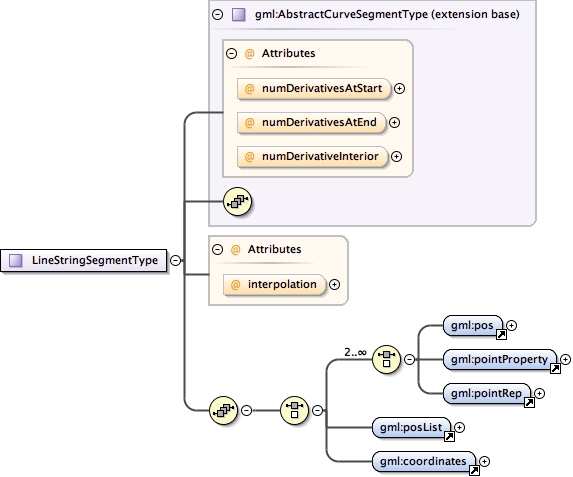 gml:AbstractCurveSegmentType (extension base)
@ Attributes
@ numDerivativesAtStart
@ numDerivativesAtEnd
@ numDerivativeInterior
LineStringSegmentType
@ Attributes
@ interpolation
2..∞
gml:pos
gml:pointProperty
gml:pointRep
gml:posList
gml:coordinates